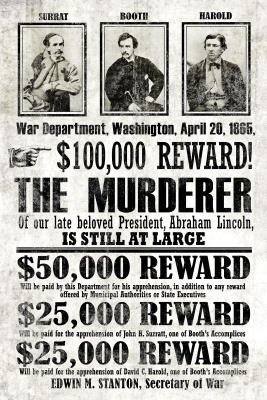 SURRAT BOOTH HAROLD
War Department, Washington, April 20, 1865,
$100,000 REWARD!
THE MURDERER
Of our late beloved President, Abraham Lincoln,
IS STILL AT LARGE
$50,000 REWARD
Will be paid by this Department for his apprehension, in addition to any reward
offered by Municipal Authorities or State Executives
$25,000 REWARD
Will be paid for the apprehension of John H. Surratt, one of Booth's Accomplices
$25,000 REWARD
Will be paid for the apprehension of David C. Harold, one of Booth's Accomplices
EDWIN M. STANTON, Secretary of War